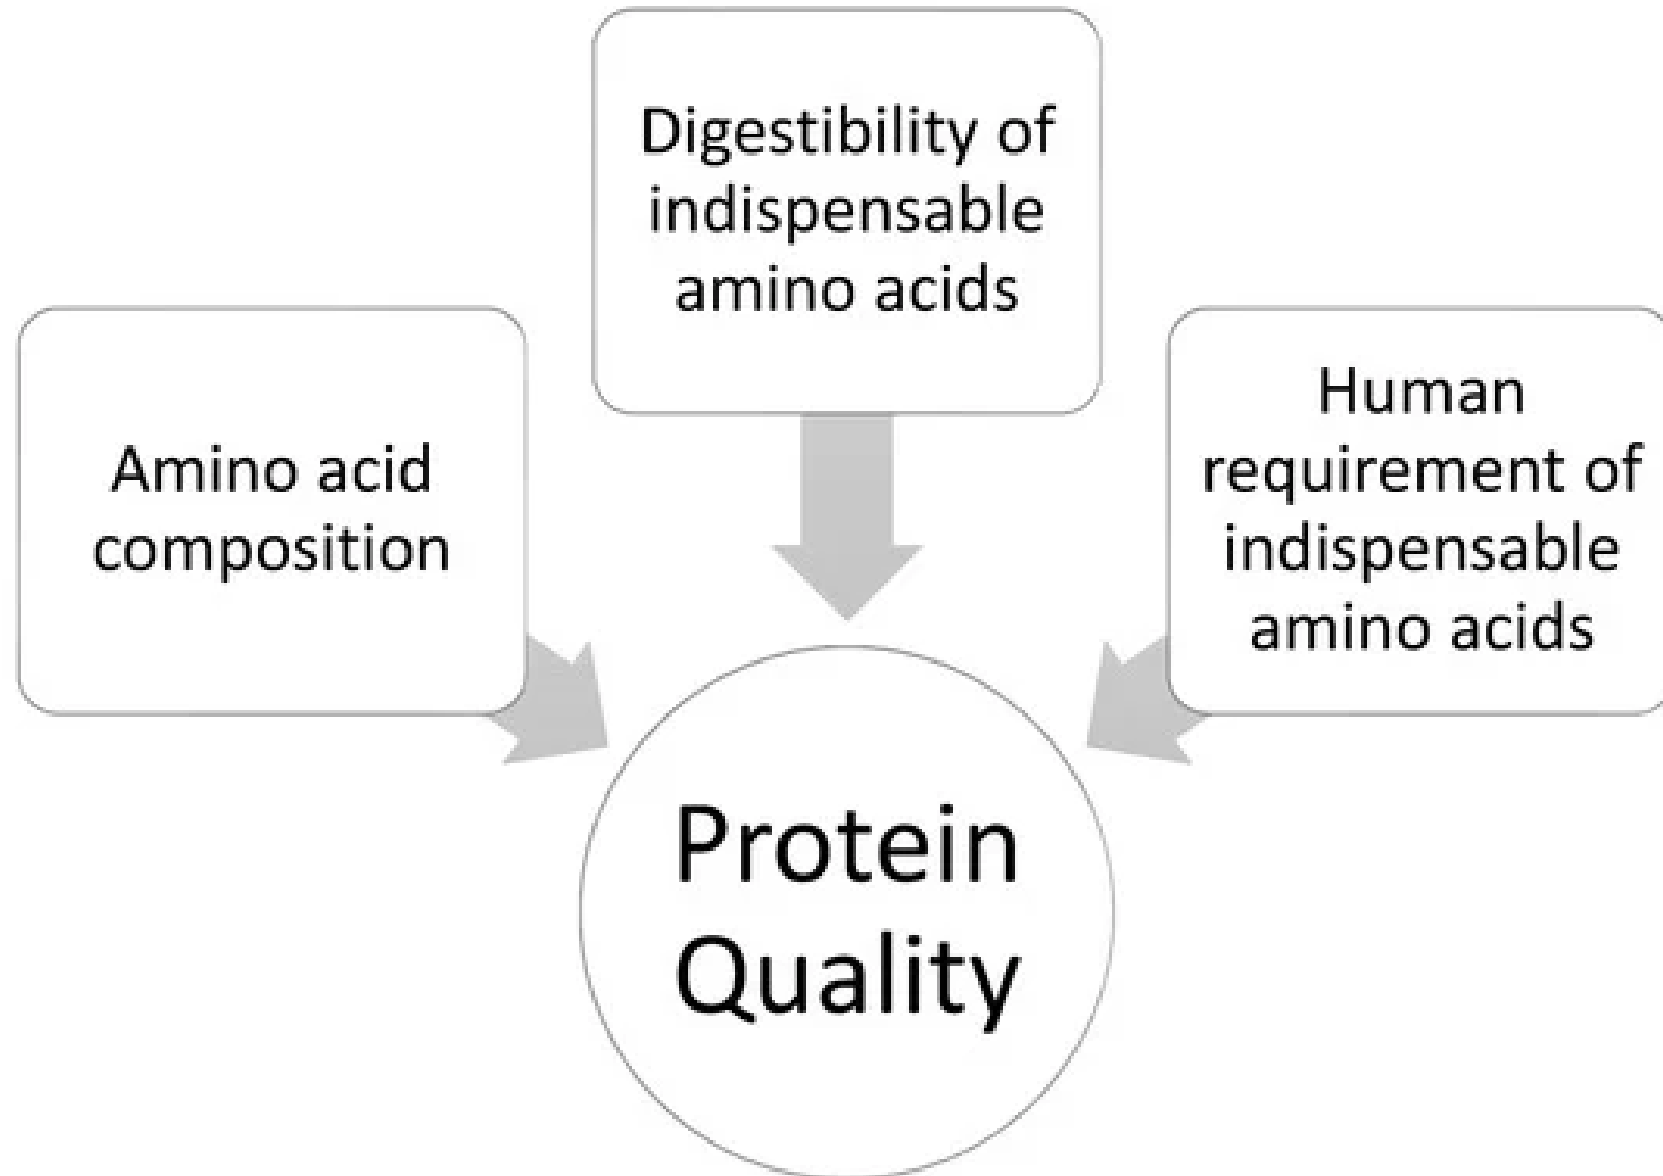 Digestibility of
indispensable
amino acids
Amino acid
composition
Human
requirement of
indispensable
amino acids
Protein
Quality